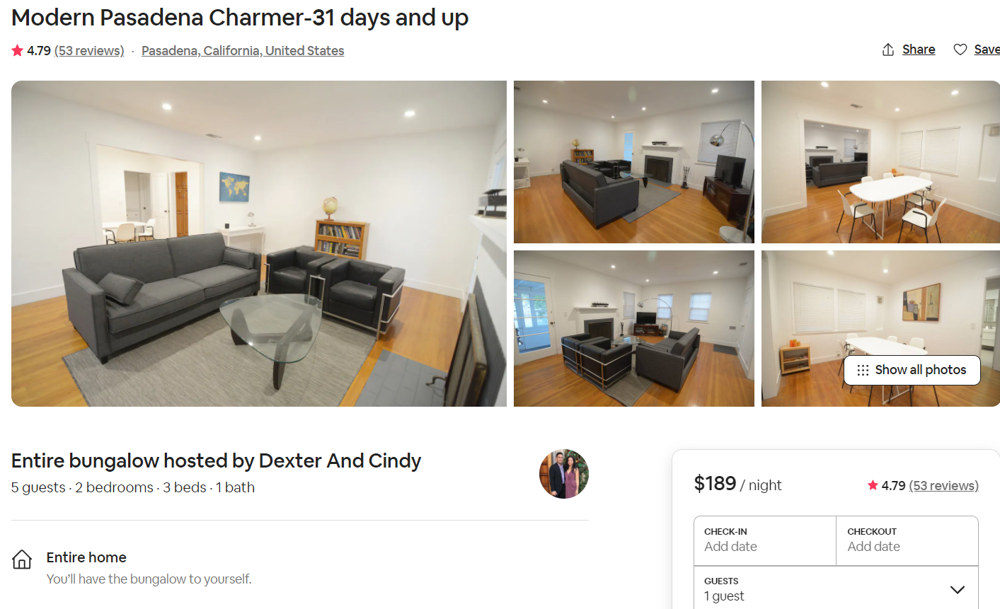 Modern Pasadena Charmer-31 days and up
4.79 (53 reviews) · Pasadena, California, United States
Share Save
Show all photos
Entire bungalow hosted by Dexter And Cindy
5 guests · 2 bedrooms · 3 beds · 1 bath
$189 / night
4.79 (53 reviews)
CHECK-IN
Add date
CHECKOUT
Add date
Entire home
You’ll have the bungalow to yourself.
GUESTS
1 guest